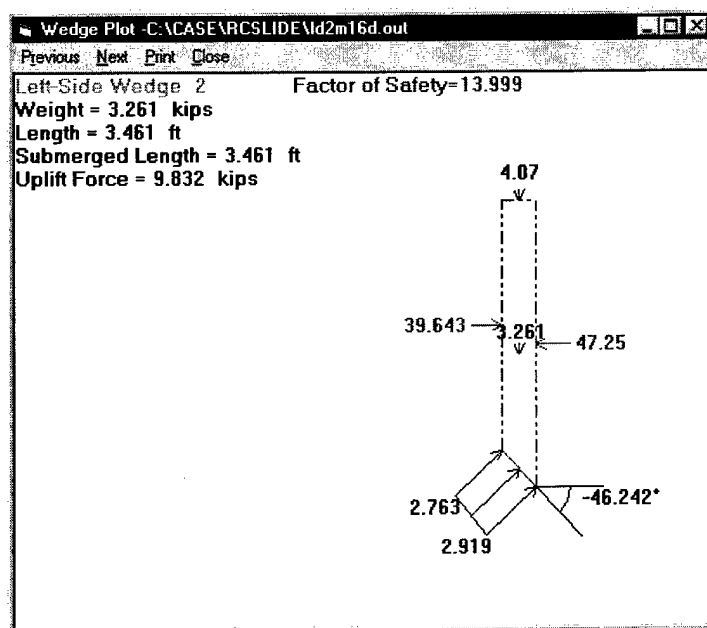 Wedge Plot -C:\CASE\RCSLIDE\ld2m16d.out
Previous Next Print Close
Left-Side Wedge 2 Factor of Safety=13.999
Weight = 3.261 kips
Length = 3.461 ft
Submerged Length = 3.461 ft
Uplift Force = 9.832 kips
4.07
39.643 3.261 47.25
2.763 -46.242°
2.919